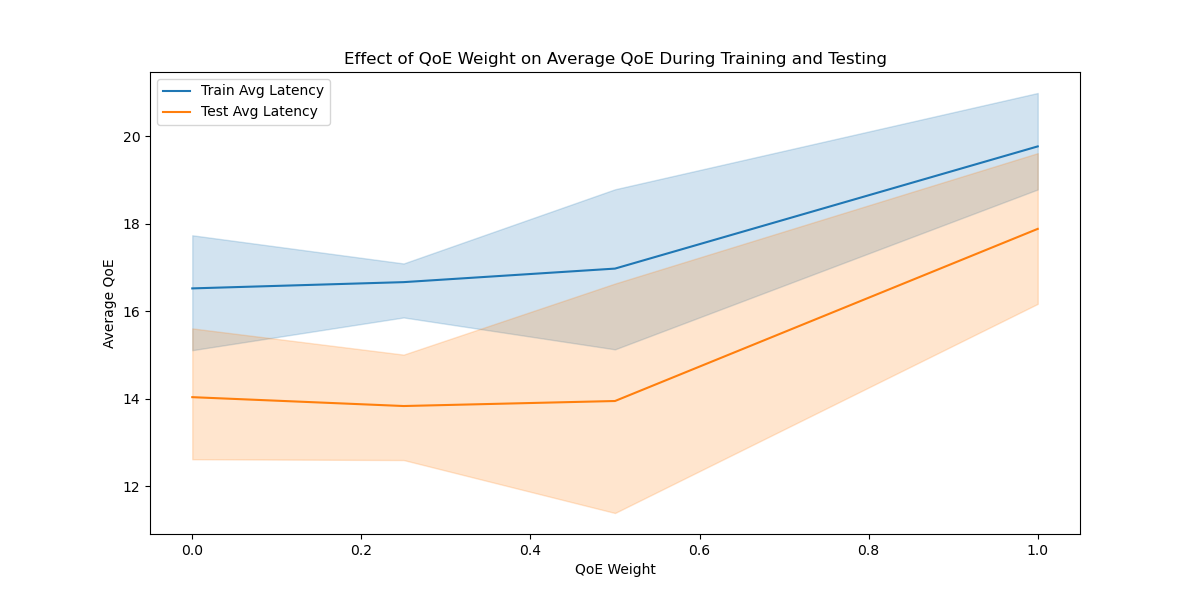 Effect of QoE Weight on Average QoE During Training and Testing
Train Avg Latency
Test Avg Latency
20
18
16
14
12
Average QoE
0.0 0.2 0.4 0.6 0.8 1.0
QoE Weight